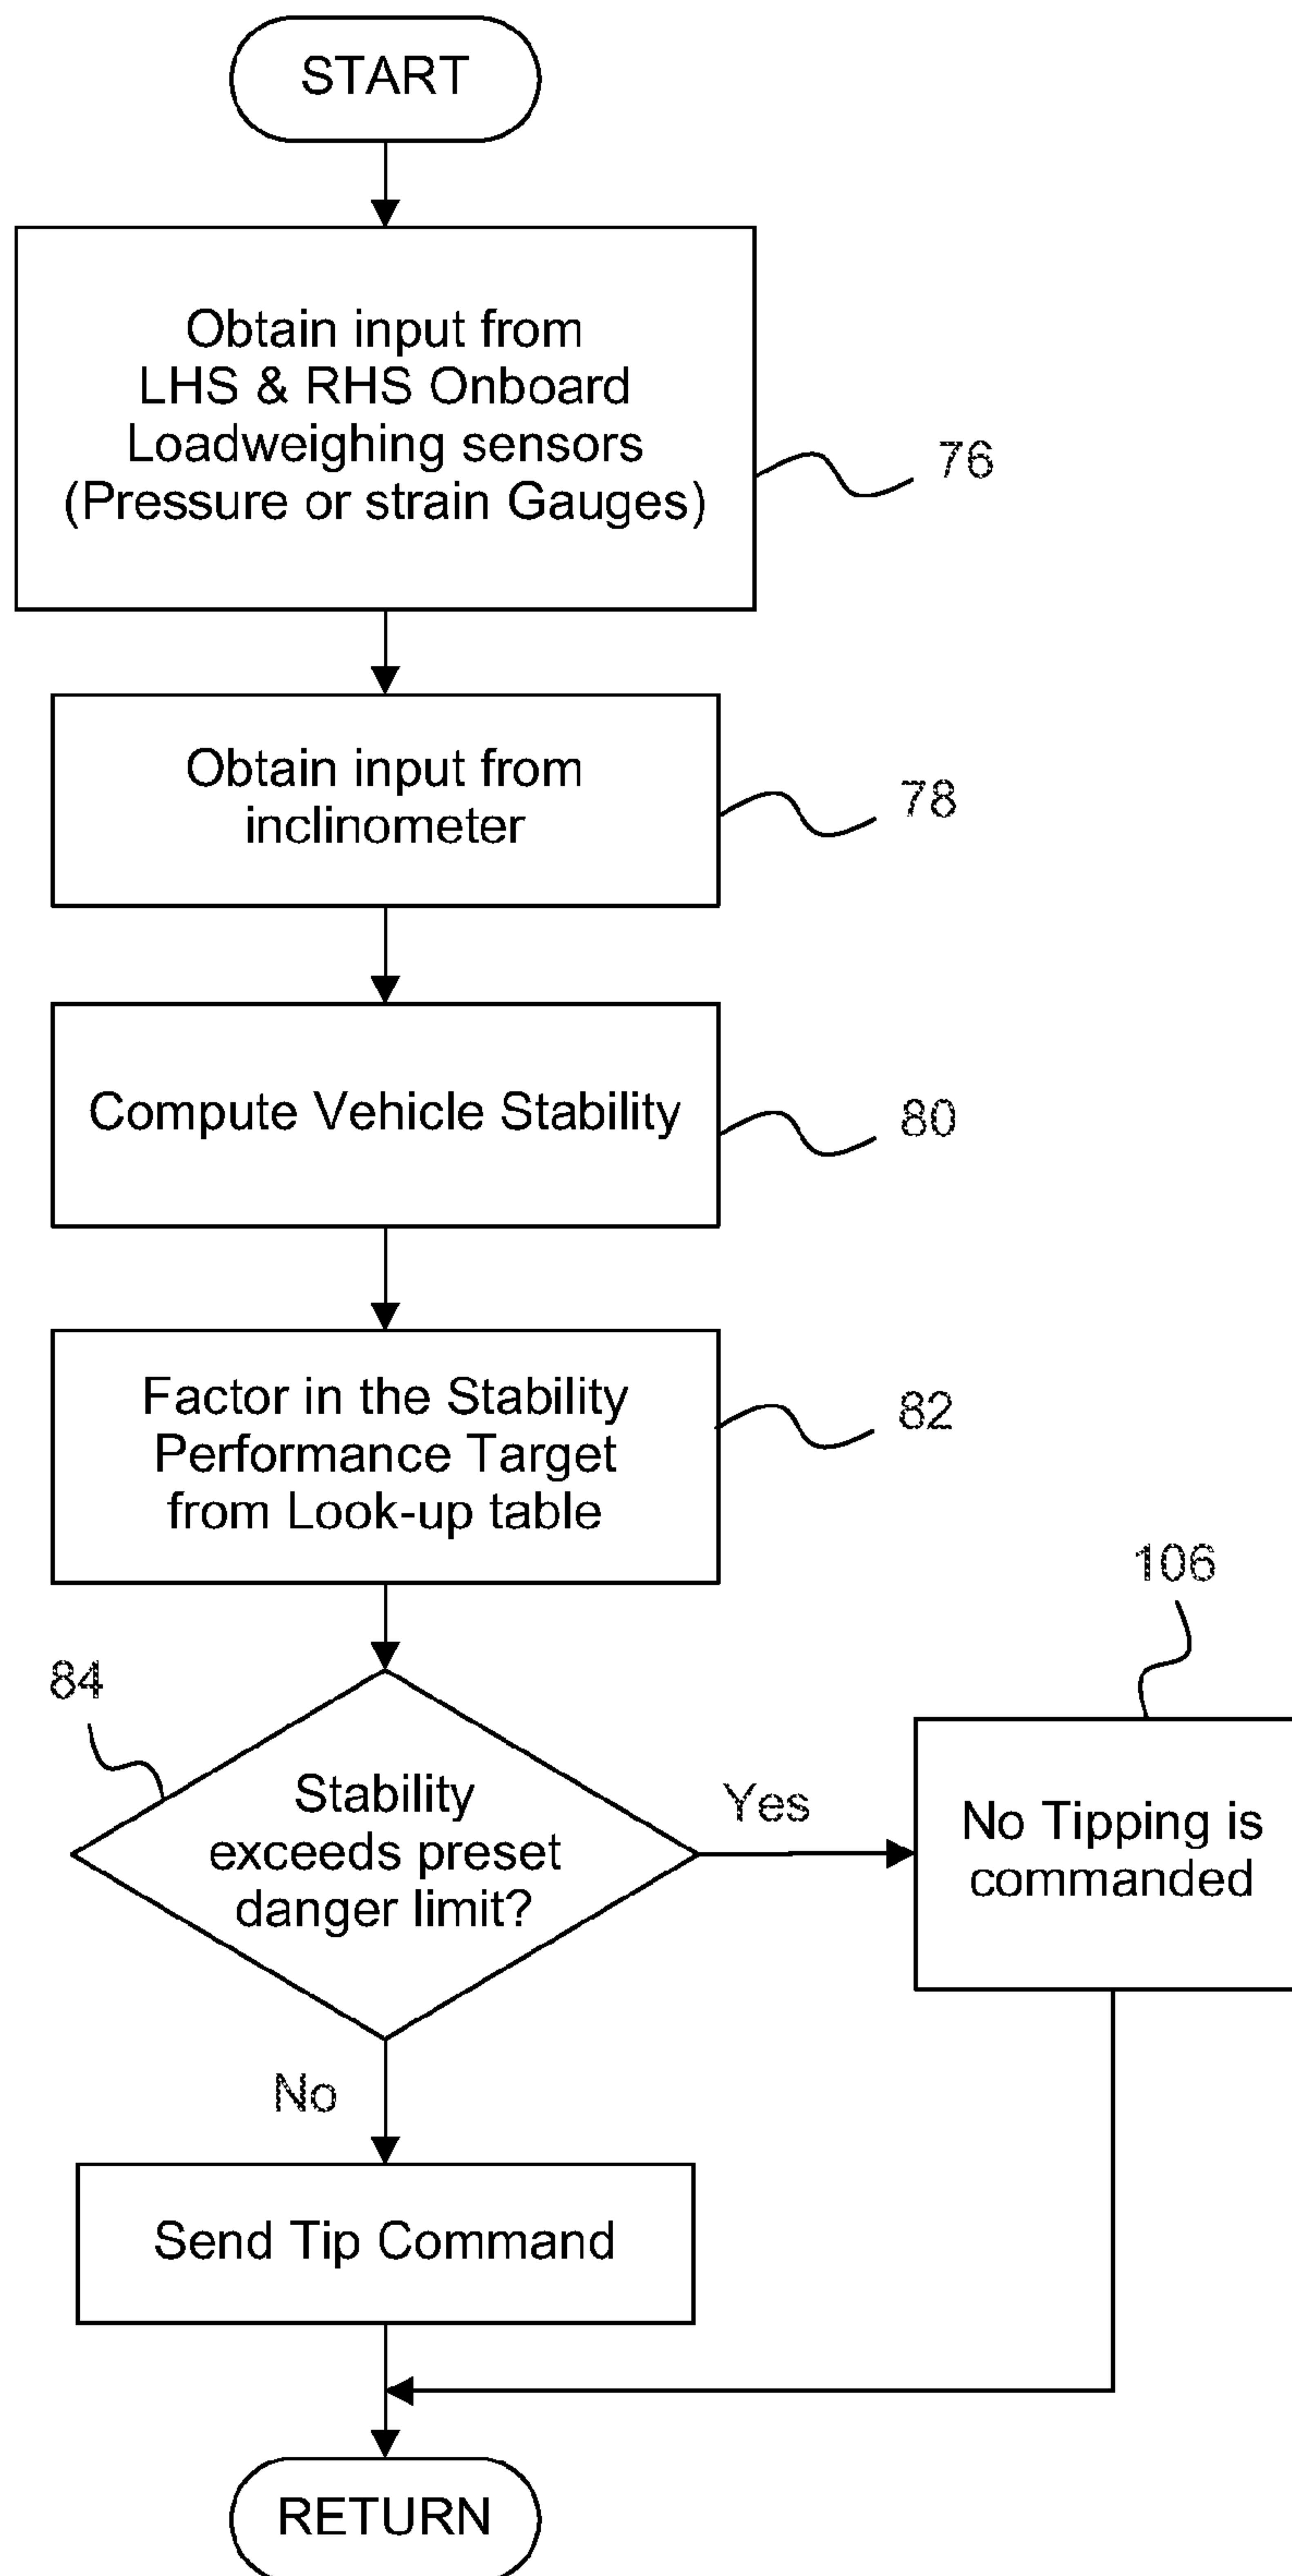 START
Obtain input from
LHS & RHS Onboard
Loadweighing sensors
(Pressure or strain Gauges)
76
Obtain input from
inclinometer
78
Compute Vehicle Stability
80
Factor in the Stability
Performance Target
from Look-up table
82
84
Stability
exceeds preset
danger limit?
Yes
106
No Tipping is
commanded
No
Send Tip Command
RETURN